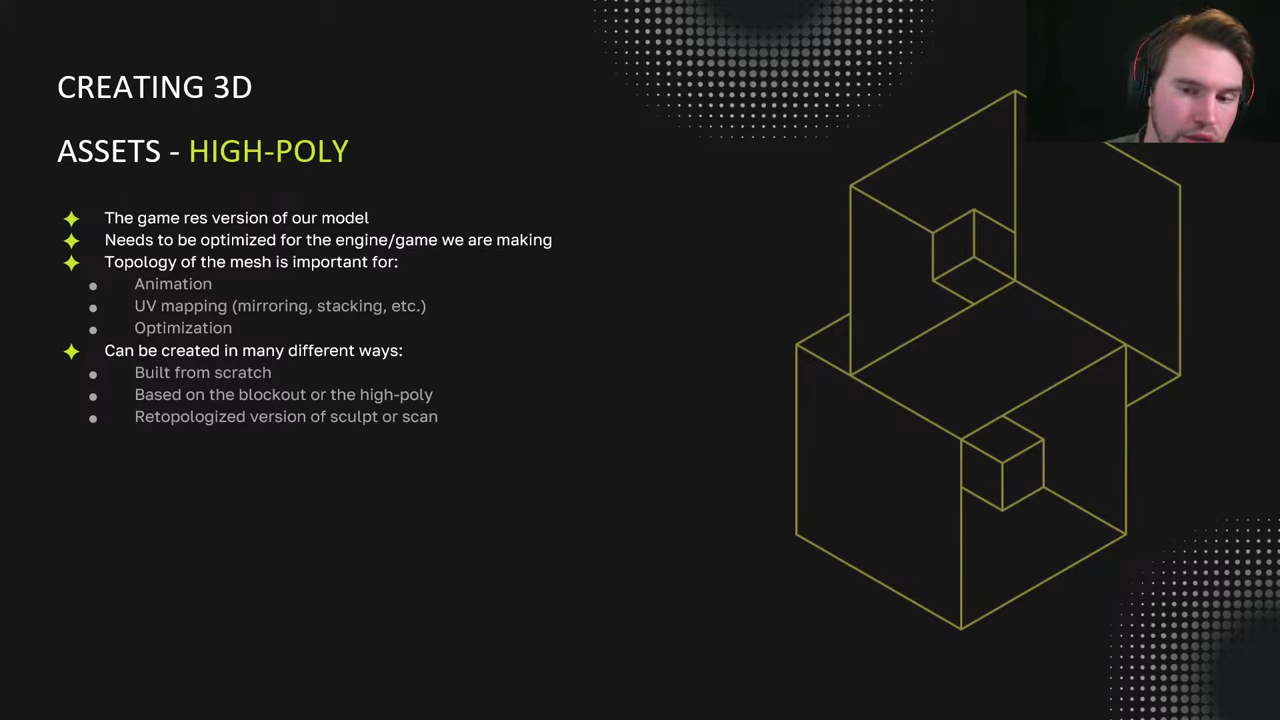 CREATING 3D
ASSETS - HIGH-POLY
The game res version of our model
Needs to be optimized for the engine/game we are making
Topology of the mesh is important for:
Animation
UV mapping (mirroring, stacking, etc.)
Optimization
Can be created in many different ways:
Built from scratch
Based on the blockout or the high-poly
Retopologized version of sculpt or scan